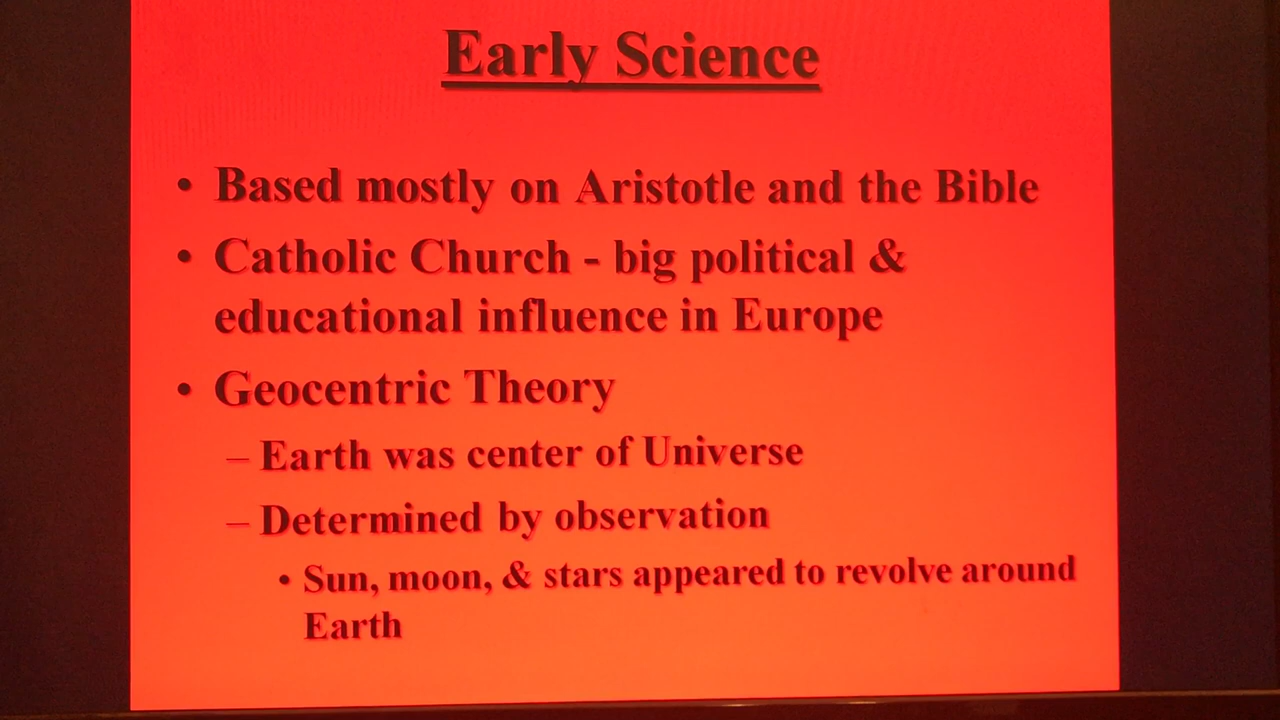 Early Science
• Based mostly on Aristotle and the Bible
• Catholic Church - big political &
educational influence in Europe
• Geocentric Theory
– Earth was center of Universe
– Determined by observation
• Sun, moon, & stars appeared to revolve around
Earth